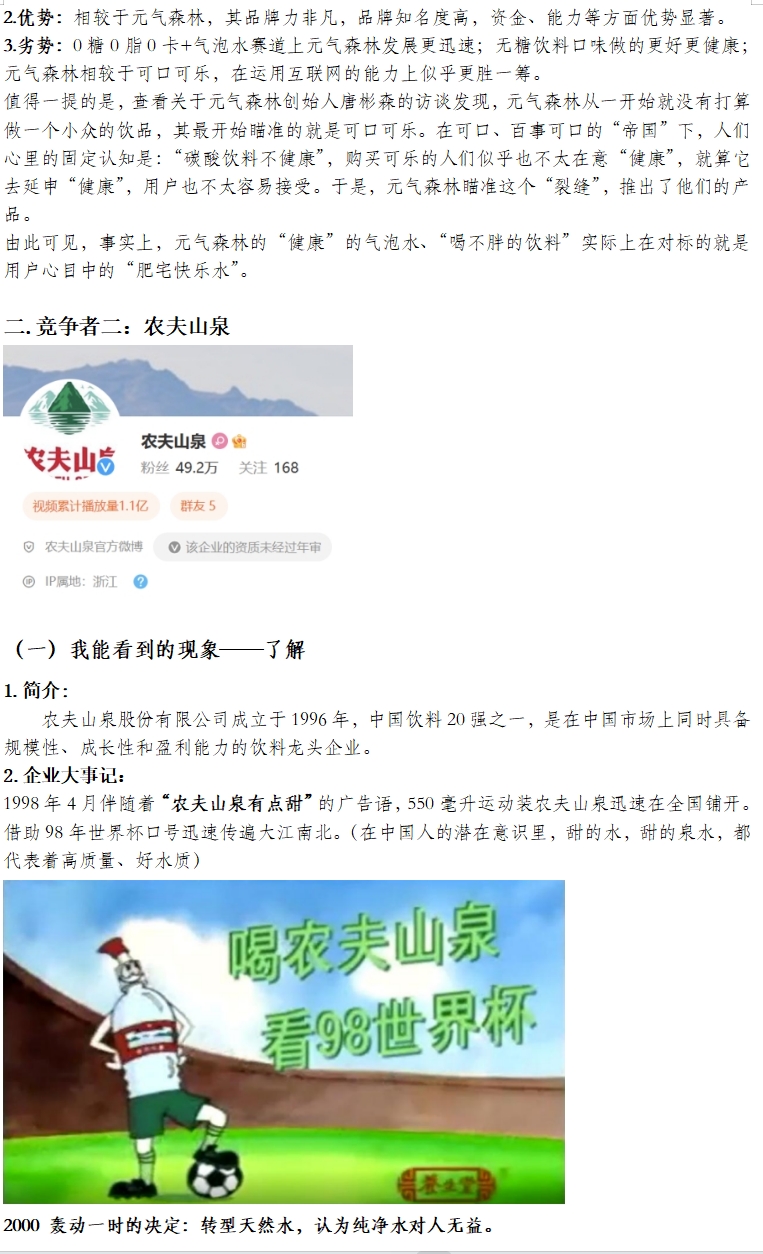 2.优势：相较于元气森林，其品牌力非凡，品牌知名度高，资金、能力等方面优势显著。
3.劣势：0 糖 0 脂 0 卡+气泡水赛道上元气森林发展更迅速；无糖饮料口味做的更好更健康；
元气森林相较于可口可乐，在运用互联网的能力上似乎更胜一筹。
值得一提的是，查看关于元气森林创始人唐彬森的访谈发现，元气森林从一开始就没有打算
做一个小众的饮品，其最开始瞄准的就是可口可乐。在可口、百事可口的“帝国”下，人们
心里的固定认知是：“碳酸饮料不健康”，购买可乐的人们似乎也不太在意“健康”，就算它
去延申“健康”，用户也不太容易接受。于是，元气森林瞄准这个“裂缝”，推出了他们的产
品。
由此可见，事实上，元气森林的“健康”的气泡水、“喝不胖的饮料”实际上在对标的就是
用户心目中的“肥宅快乐水”。
二.竞争者二：农夫山泉
农夫山泉
农夫山泉
粉丝 49.2万 关注 168
视频累计播放量1.1亿 群友 5
农夫山泉官方微博 该企业的资质未经过年审
IP属地：浙江
（一）我能看到的现象——了解
1.简介：
农夫山泉股份有限公司成立于 1996 年，中国饮料 20 强之一，是在中国市场上同时具备
规模性、成长性和盈利能力的饮料龙头企业。
2.企业大事记：
1998 年 4 月伴随着“农夫山泉有点甜”的广告语，550 毫升运动装农夫山泉迅速在全国铺开。
借助 98 年世界杯口号迅速传遍大江南北。（在中国人的潜在意识里，甜的水，甜的泉水，都
代表着高质量、好水质）
喝农夫山泉
看98世界杯
养生堂
2000 轰动一时的决定：转型天然水，认为纯净水对人无益。